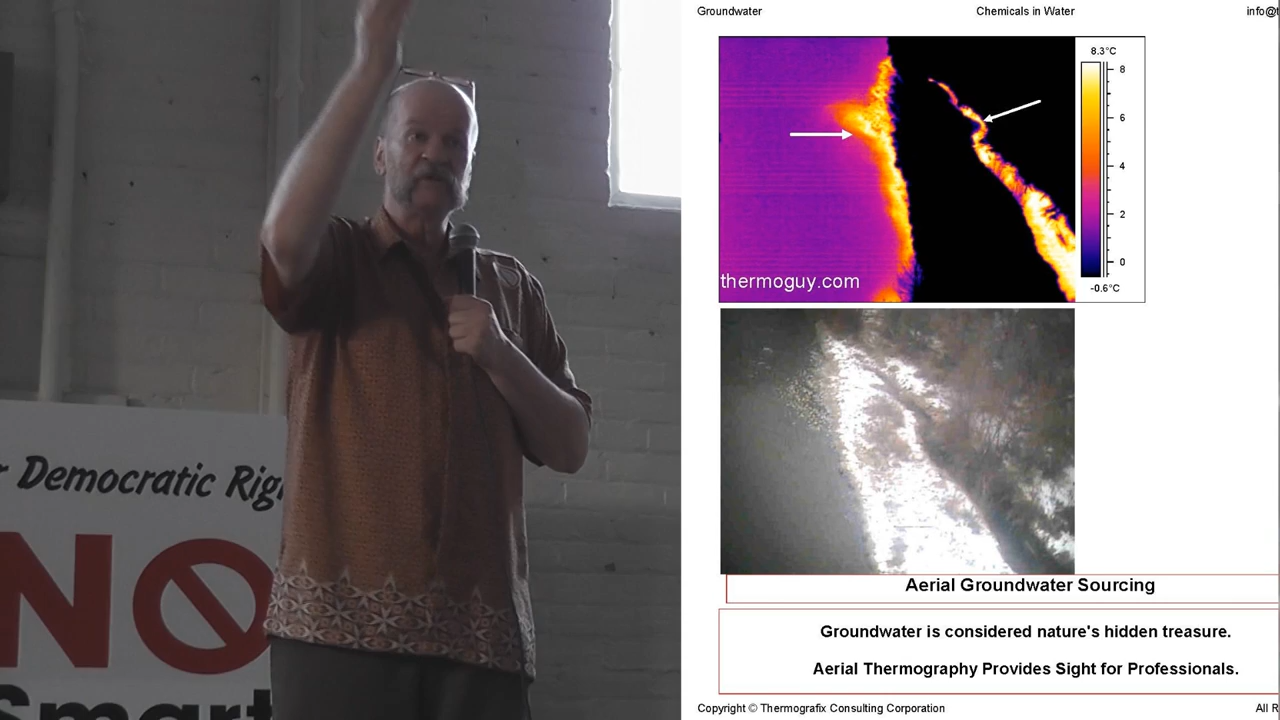 Democratic
NO
Smart
Groundwater
Chemicals in Water
info@
8.3°C
8
6
4
2
0
-0.6°C
thermoguy.com
Aerial Groundwater Sourcing
Groundwater is considered nature's hidden treasure.
Aerial Thermography Provides Sight for Professionals.
Copyright © Thermografix Consulting Corporation
All R